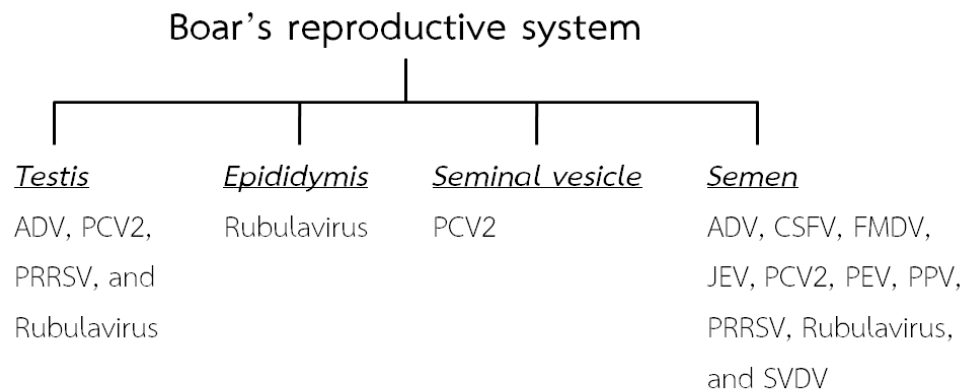 Boar's reproductive system
Testis
ADV, PCV2,
PRRSV, and
Rubulavirus
Epididymis
Rubulavirus
Seminal vesicle
PCV2
Semen
ADV, CSFV, FMDV,
JEV, PCV2, PEV, PPV,
PRRSV, Rubulavirus,
and SVDV